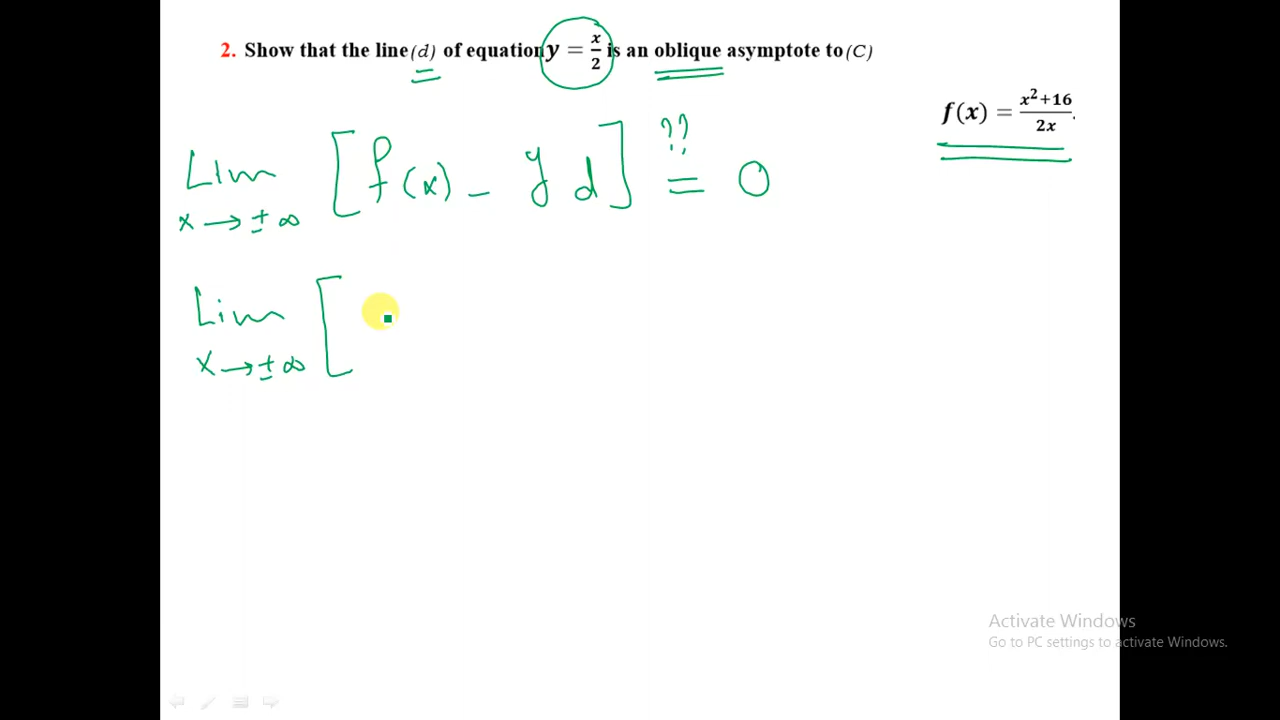 2. Show that the line (d) of equation y = x/2 is an oblique asymptote to (C)
f(x) = x²+16 / 2x.
Lim [f(x) - y d] ?? = 0
x → ± ∞
Lim [
x → ± ∞
Activate Windows
Go to PC settings to activate Windows.